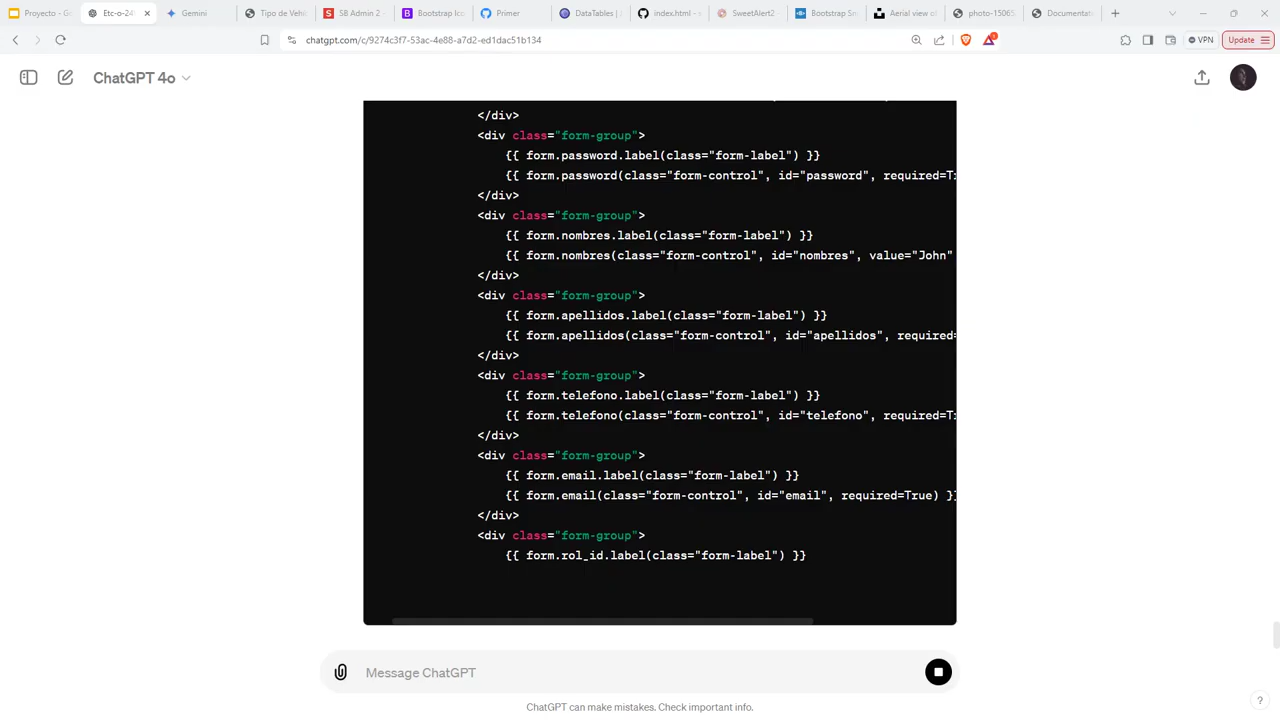 Proyecto - G
Etc-o-24
Gemini
Tipo de Vehí
SB Admin 2
Bootstrap Ico
Primer
DataTables | J
index.html - s
SweetAlert2
Bootstrap Sn
Aerial view of
photo-15065
Documentati
chatgpt.com/c/9274c3f7-53ac-4e88-a7d2-ed1dac51b134
VPN
Update
ChatGPT 4o
</div>
<div class="form-group">
{{ form.password.label(class="form-label") }}
{{ form.password(class="form-control", id="password", required=Tr
</div>
<div class="form-group">
{{ form.nombres.label(class="form-label") }}
{{ form.nombres(class="form-control", id="nombres", value="John"
</div>
<div class="form-group">
{{ form.apellidos.label(class="form-label") }}
{{ form.apellidos(class="form-control", id="apellidos", required=
</div>
<div class="form-group">
{{ form.telefono.label(class="form-label") }}
{{ form.telefono(class="form-control", id="telefono", required=Tr
</div>
<div class="form-group">
{{ form.email.label(class="form-label") }}
{{ form.email(class="form-control", id="email", required=True) }}
</div>
<div class="form-group">
{{ form.rol_id.label(class="form-label") }}
Message ChatGPT
ChatGPT can make mistakes. Check important info.
?